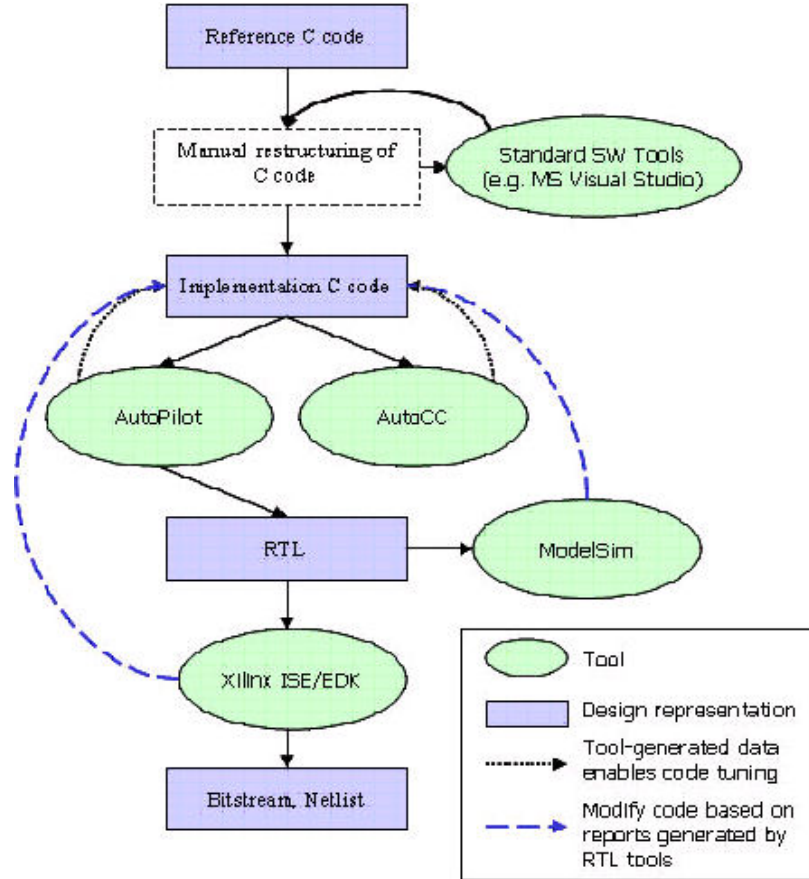 Reference C code
Manual restructuring of
C code
Standard SW Tools
(e.g. MS Visual Studio)
Implementation C code
AutoPilot
AutoCC
RTL
ModelSim
Xilinx ISE/EDK
Bitstream, Netlist
Tool
Design representation
Tool-generated data
enables code tuning
Modify code based on
reports generated by
RTL tools